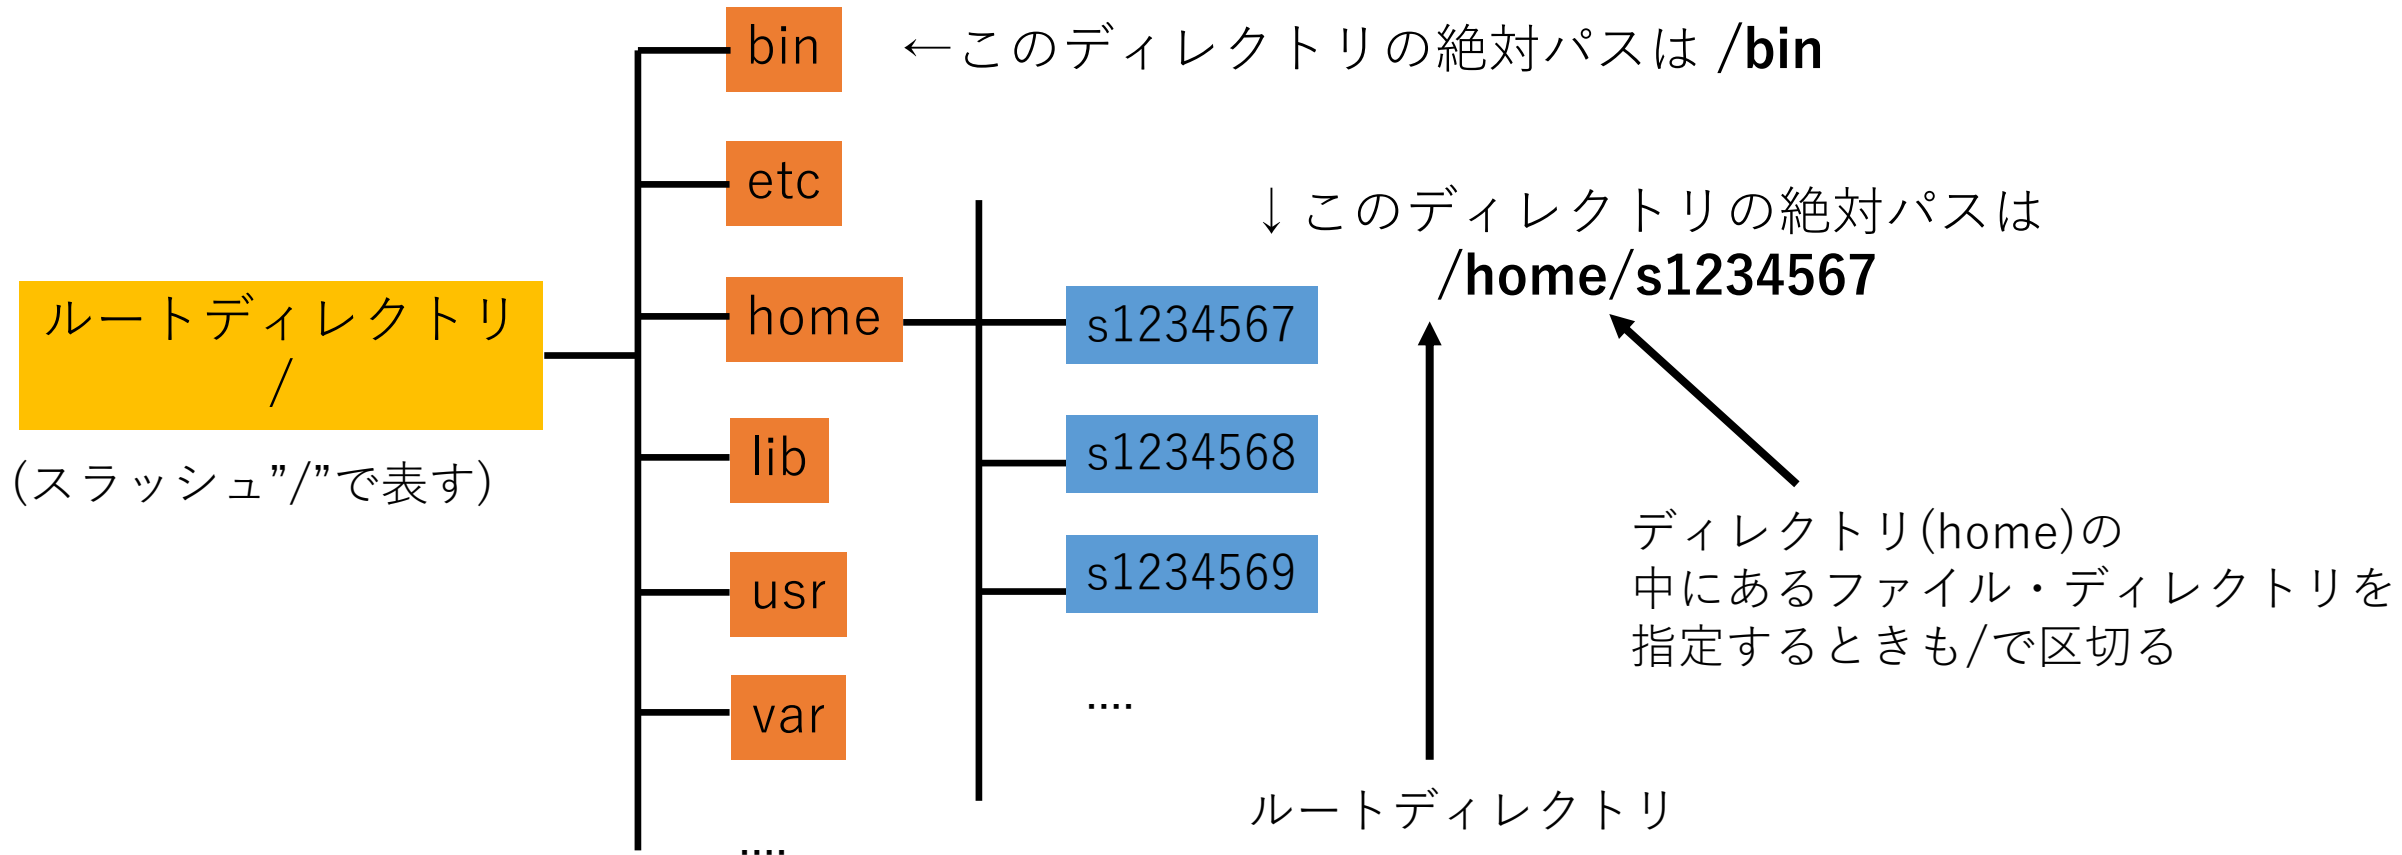 bin
←このディレクトリの絶対パスは /bin
etc
↓このディレクトリの絶対パスは
/home/s1234567
ルートディレクトリ
/
(スラッシュ”/”で表す)
home
s1234567
lib
s1234568
usr
s1234569
var
....
....
ディレクトリ(home)の
中にあるファイル・ディレクトリを
指定するときも/で区切る
ルートディレクトリ